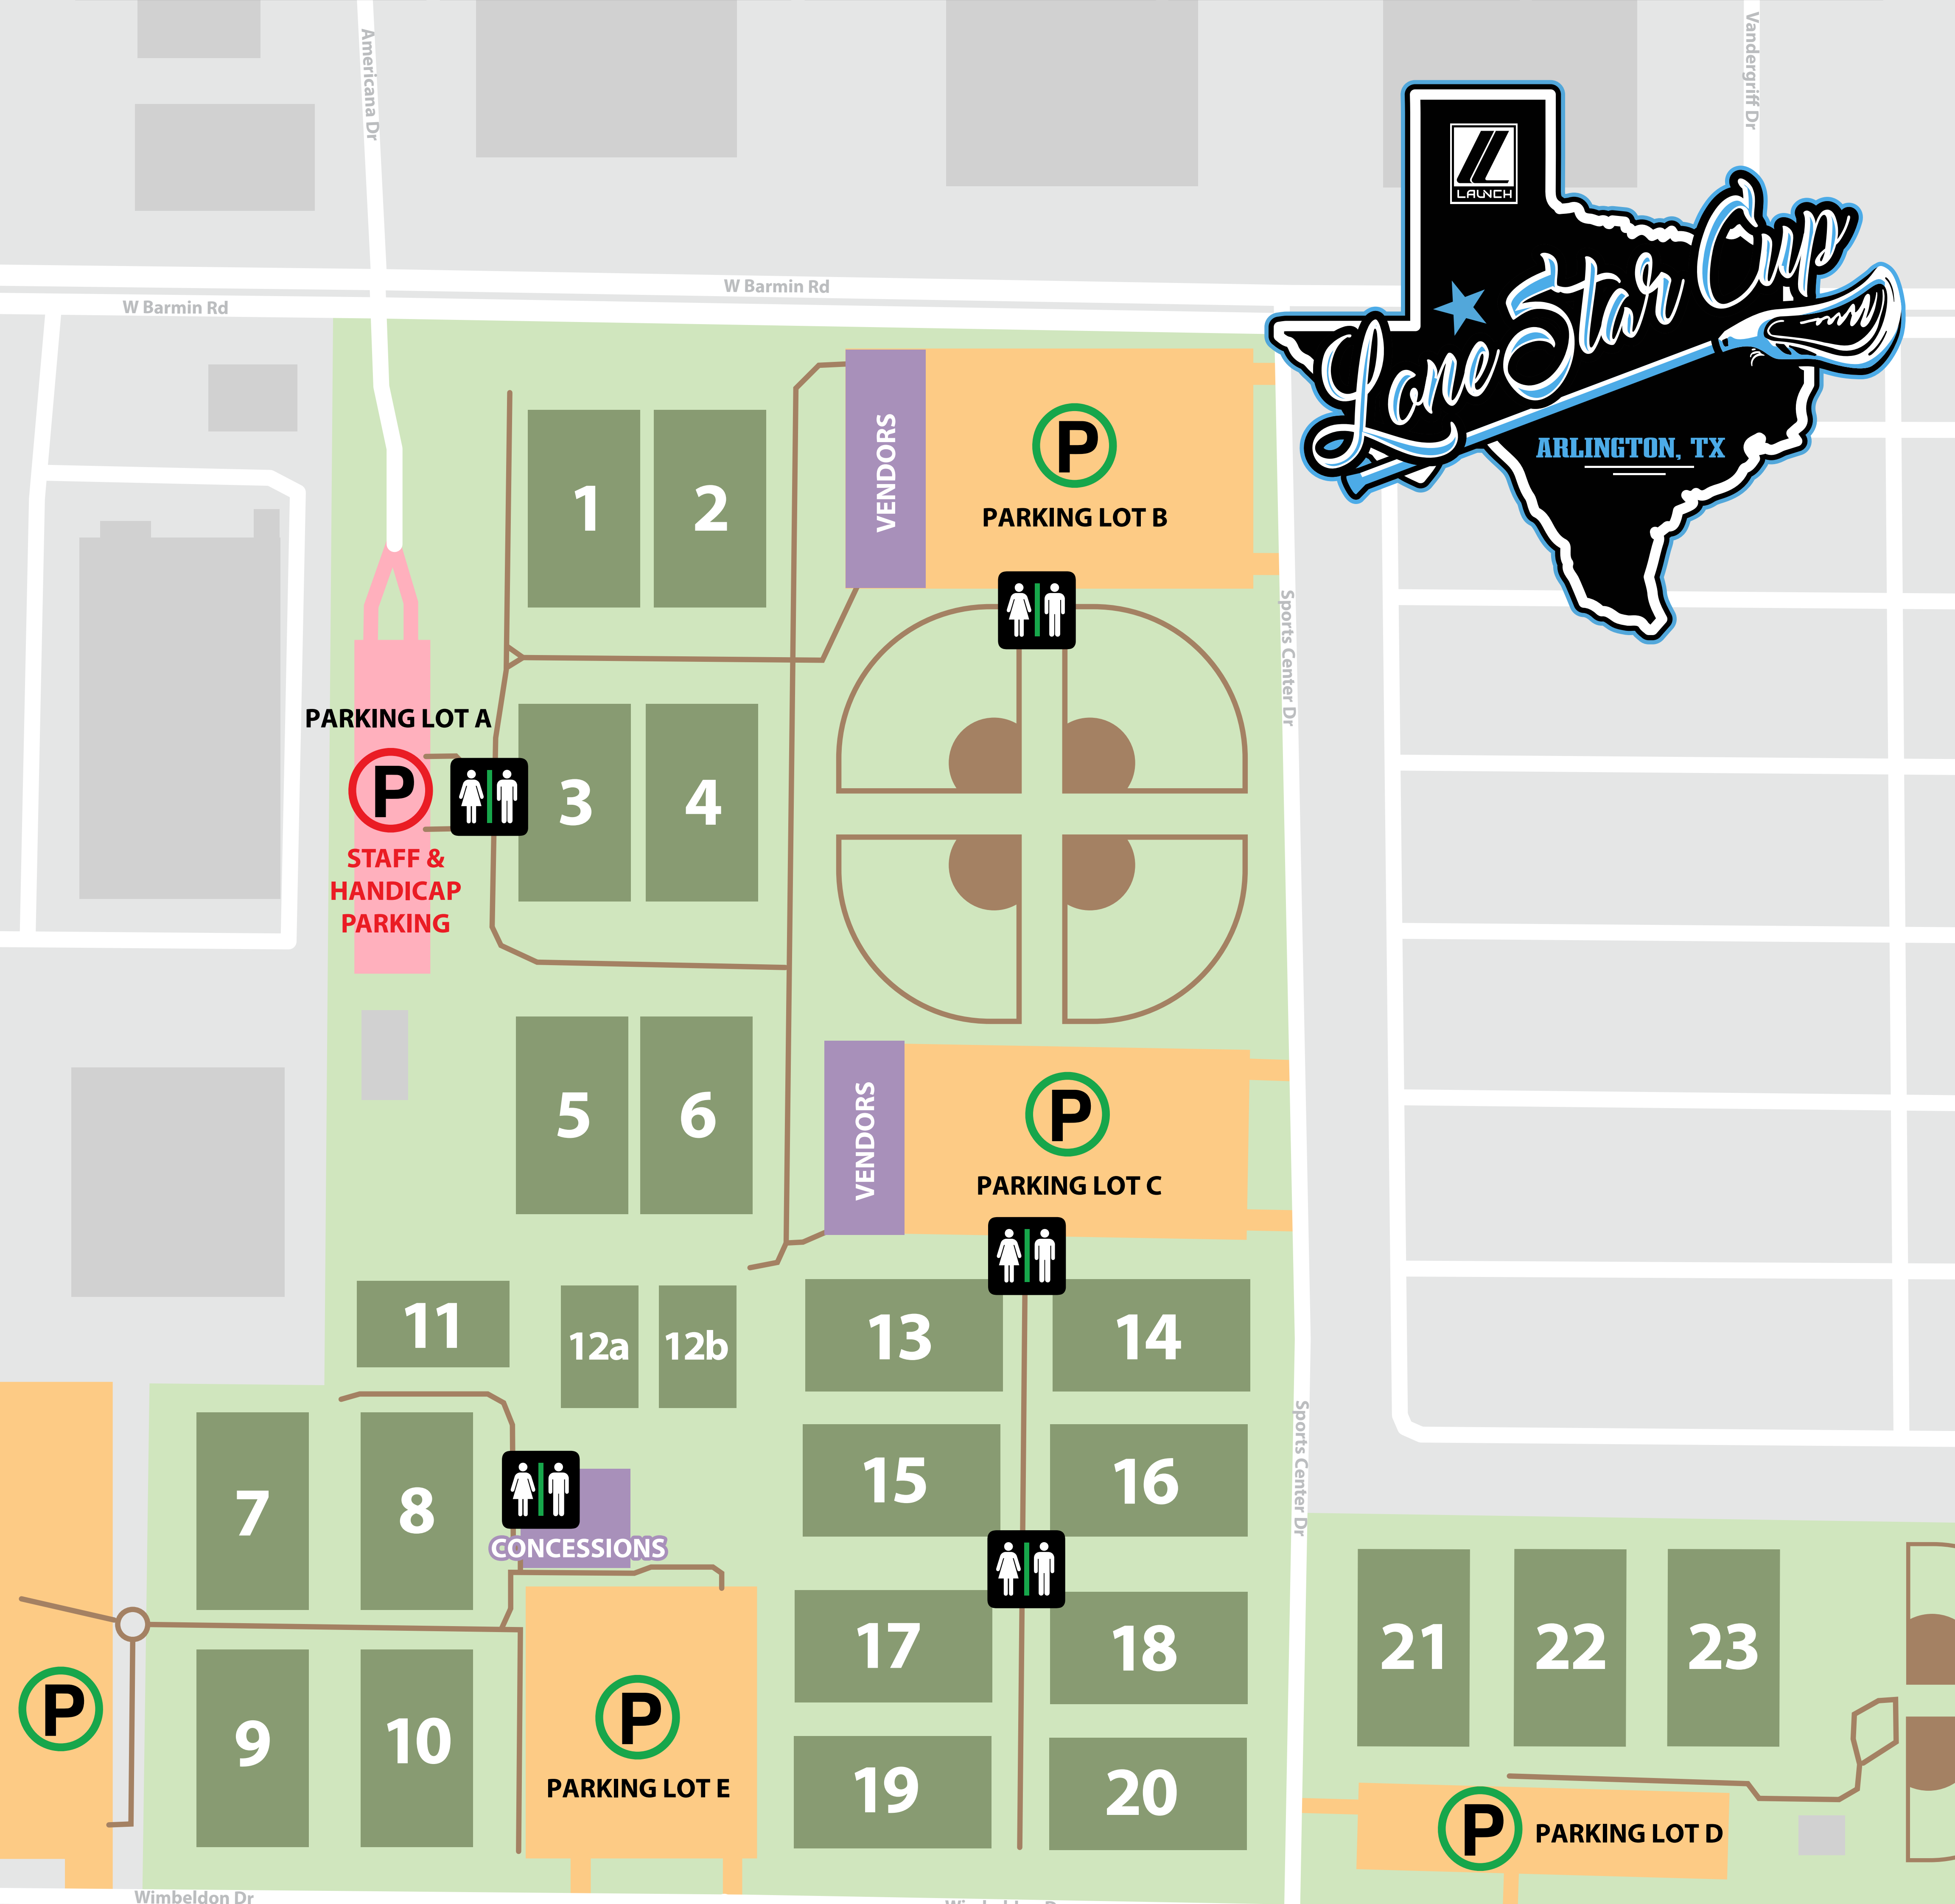 Americana Dr
Vandergriff Dr
LAUNCH
Lone Star Cup
ARLINGTON, TX
W Barmin Rd
W Barmin Rd
VENDORS
P
PARKING LOT B
1
2
Sports Center Dr
PARKING LOT A
P
3
4
STAFF &
HANDICAP
PARKING
5
6
VENDORS
P
PARKING LOT C
11
12a
12b
13
14
7
8
15
16
Sports Center Dr
CONCESSIONS
17
18
21
22
23
P
9
10
P
PARKING LOT E
19
20
P
PARKING LOT D
Wimbeldon Dr